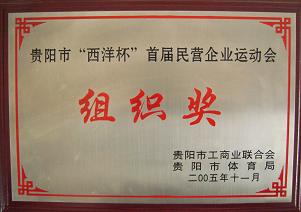 贵阳市“西洋杯”首届民营企业运动会
组织奖
贵阳市工商业联合会
贵阳市体育局
二00五年十一月